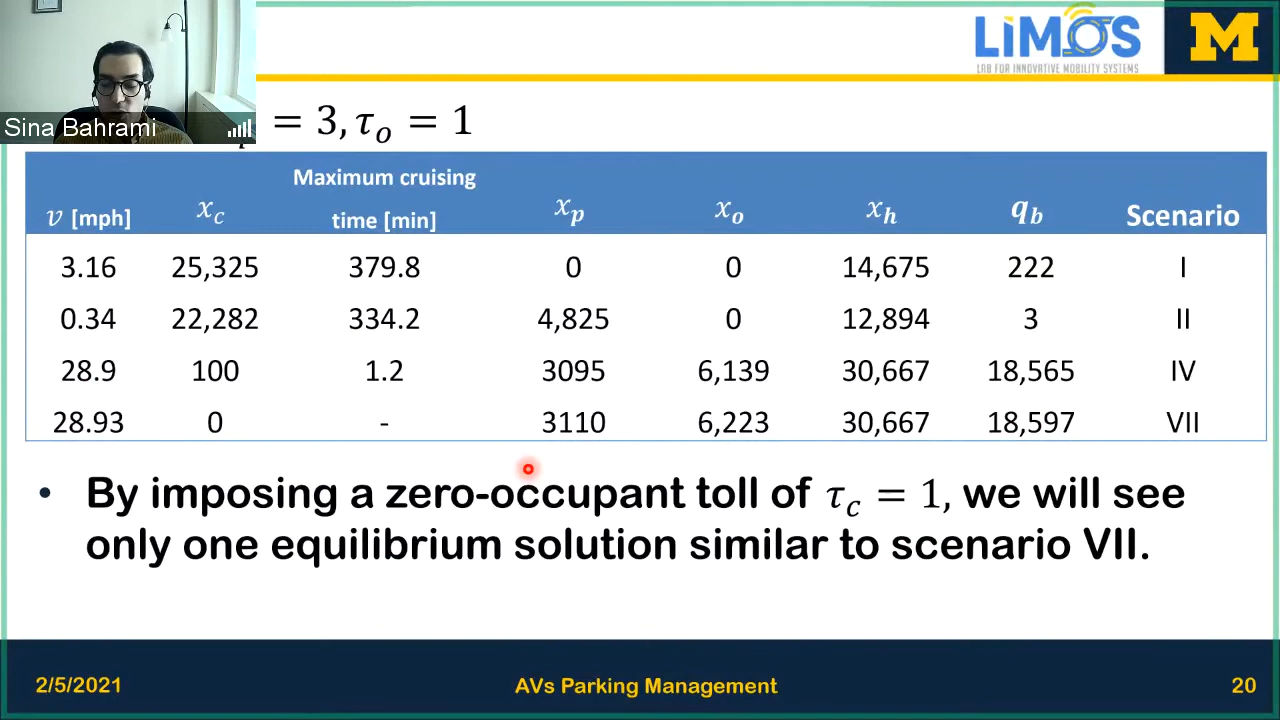 LiMOS
LAB FOR INNOVATIVE MOBILITY SYSTEMS
M
Sina Bahrami
= 3, τₒ = 1
v [mph] x_c Maximum cruising time [min] x_p x_o x_h q_b Scenario
3.16 25,325 379.8 0 0 14,675 222 I
0.34 22,282 334.2 4,825 0 12,894 3 II
28.9 100 1.2 3095 6,139 30,667 18,565 IV
28.93 0 - 3110 6,223 30,667 18,597 VII
• By imposing a zero-occupant toll of τ_c = 1, we will see
only one equilibrium solution similar to scenario VII.
2/5/2021 AVs Parking Management 20